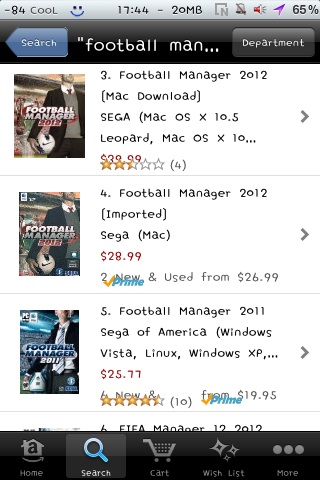 -84 CooL 17:44 - 20MB N 65%
Search "football man... Department
3. Football Manager 2012
(Mac Download)
SEGA (Mac OS X 10.5
Leopard, Mac OS X 10...
$39.99
(4)
FOOTBALL
MANAGER
2012
4. Football Manager 2012
(Imported)
Sega (Mac)
$28.99
2 New & Used from $26.99
Prime
FOOTBALL
MANAGER
2012
SEGA
5. Football Manager 2011
Sega of America (Windows
Vista, Linux, Windows XP,...
$25.77
6 New & from $19.95
(10) Prime
PC
FOOTBALL
MANAGER
2011
6. FIFA Manager 12 2012
Home Search Cart Wish List More